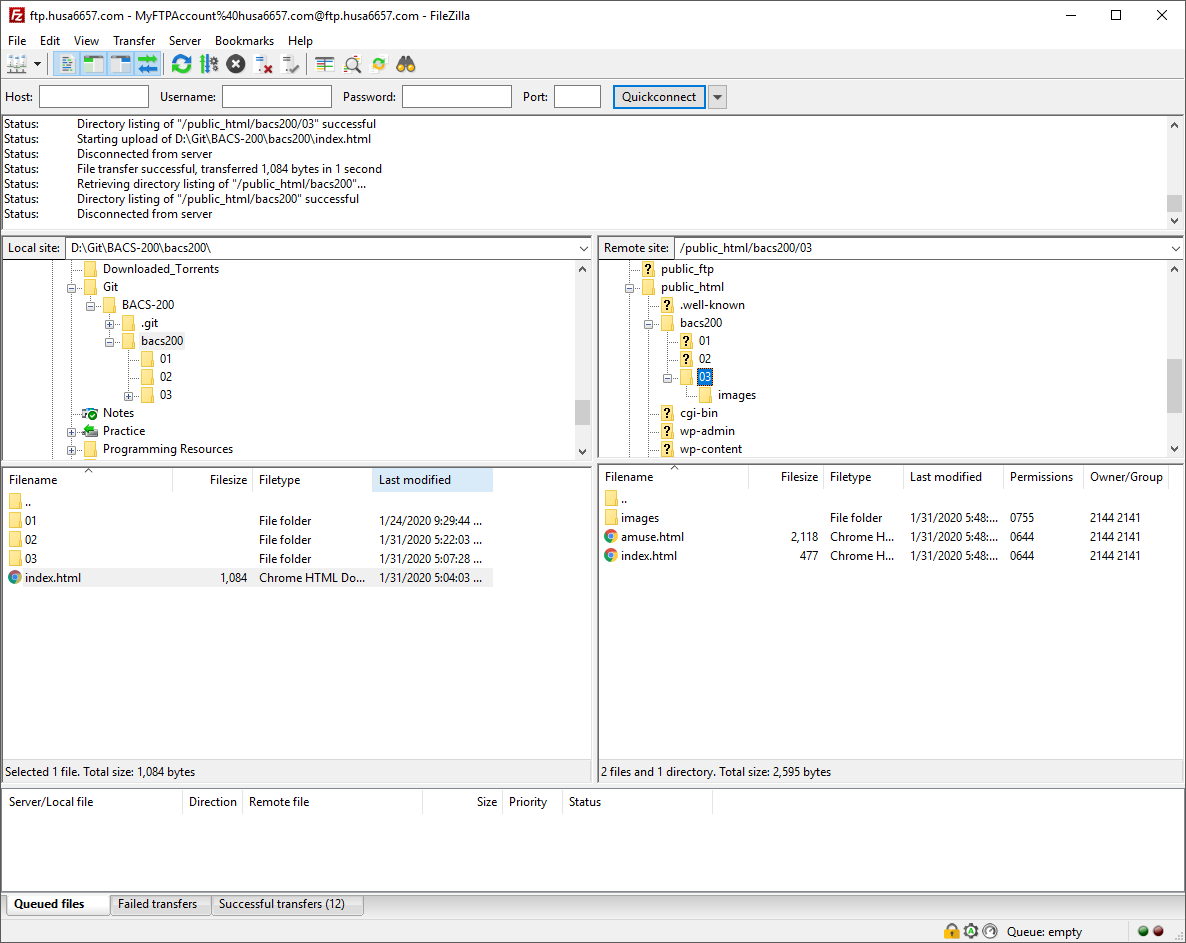 ftp.husa6657.com - MyFTPAccount%40husa6657.com@ftp.husa6657.com - FileZilla
File Edit View Transfer Server Bookmarks Help
Host: Username: Password: Port: Quickconnect
Status: Directory listing of "/public_html/bacs200/03" successful
Status: Starting upload of D:\Git\BACS-200\bacs200\index.html
Status: Disconnected from server
Status: File transfer successful, transferred 1,084 bytes in 1 second
Status: Retrieving directory listing of "/public_html/bacs200"...
Status: Directory listing of "/public_html/bacs200" successful
Status: Disconnected from server
Local site: D:\Git\BACS-200\bacs200\
Downloaded_Torrents
Git
BACS-200
.git
bacs200
01
02
03
Notes
Practice
Programming Resources
Filename Filesize Filetype Last modified
..
01 File folder 1/24/2020 9:29:44 ...
02 File folder 1/31/2020 5:22:03 ...
03 File folder 1/31/2020 5:07:28 ...
index.html 1,084 Chrome HTML Do... 1/31/2020 5:04:03 ...
Selected 1 file. Total size: 1,084 bytes
Remote site: /public_html/bacs200/03
? public_ftp
public_html
? .well-known
bacs200
? 01
? 02
03
images
? cgi-bin
? wp-admin
? wp-content
Filename Filesize Filetype Last modified Permissions Owner/Group
..
images File folder 1/31/2020 5:48:... 0755 2144 2141
amuse.html 2,118 Chrome H... 1/31/2020 5:48:... 0644 2144 2141
index.html 477 Chrome H... 1/31/2020 5:48:... 0644 2144 2141
2 files and 1 directory. Total size: 2,595 bytes
Server/Local file Direction Remote file Size Priority Status
Queued files Failed transfers Successful transfers (12)
Queue: empty